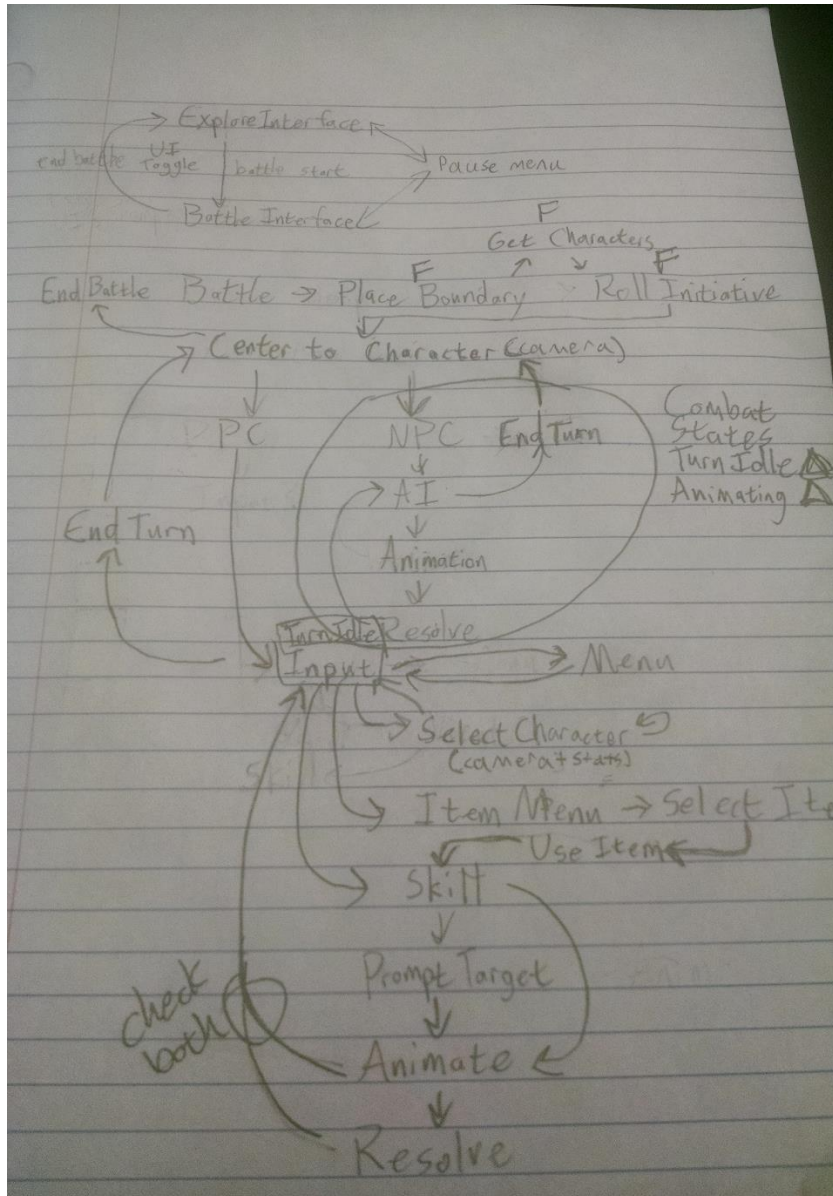 Explore Interface
end battle UI Toggle battle start Pause menu
Battle Interface
F
Get Characters
F F
End Battle Battle → Place Boundary Roll Initiative
Center to Character (camera)
PC NPC End Turn
Combat
States
Turn Idle
Animating
AI
End Turn
Animation
Turn Idle Resolve
Input Menu
Select Character
(camera + stats)
Item Menu → Select Ite
Use Item
Skill
Prompt Target
check
both
Animate
Resolve